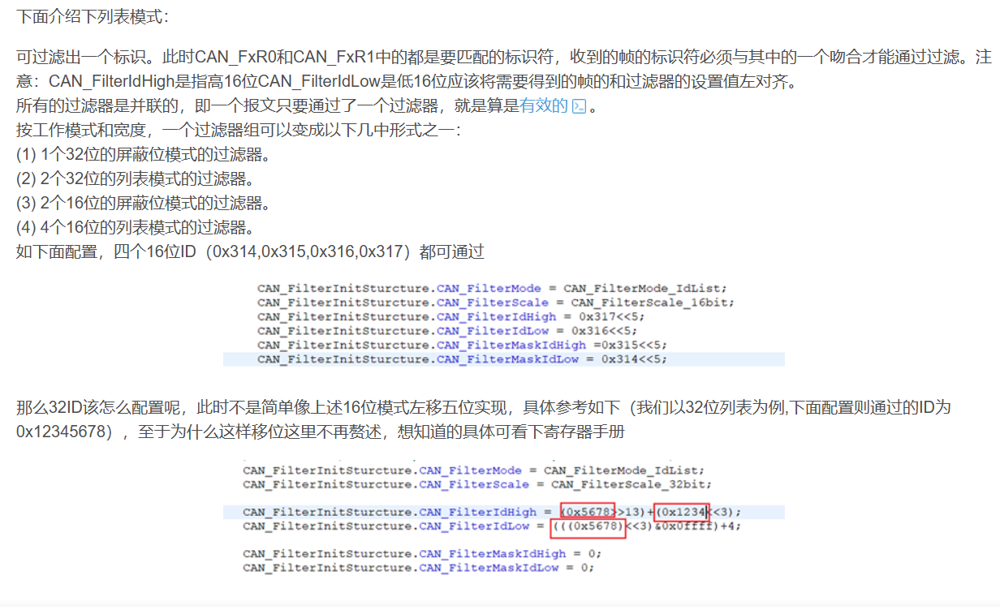 下面介绍下列表模式：
可过滤出一个标识。此时CAN_FxR0和CAN_FxR1中的都是要匹配的标识符，收到的帧的标识符必须与其中的一个吻合才能通过过滤。注
意：CAN_FilterIdHigh是指高16位CAN_FilterIdLow是低16位应该将需要得到的帧的和过滤器的设置值左对齐。
所有的过滤器是并联的，即一个报文只要通过了一个过滤器，就是算是有效的。
按工作模式和宽度，一个过滤器组可以变成以下几中形式之一：
(1) 1个32位的屏蔽位模式的过滤器。
(2) 2个32位的列表模式的过滤器。
(3) 2个16位的屏蔽位模式的过滤器。
(4) 4个16位的列表模式的过滤器。
如下面配置，四个16位ID（0x314,0x315,0x316,0x317）都可通过
CAN_FilterInitSturcture.CAN_FilterMode = CAN_FilterMode_IdList;
CAN_FilterInitSturcture.CAN_FilterScale = CAN_FilterScale_16bit;
CAN_FilterInitSturcture.CAN_FilterIdHigh = 0x317<<5;
CAN_FilterInitSturcture.CAN_FilterIdLow = 0x316<<5;
CAN_FilterInitSturcture.CAN_FilterMaskIdHigh =0x315<<5;
CAN_FilterInitSturcture.CAN_FilterMaskIdLow = 0x314<<5;
那么32ID该怎么配置呢，此时不是简单像上述16位模式左移五位实现，具体参考如下（我们以32位列表为例,下面配置则通过的ID为
0x12345678），至于为什么这样移位这里不再赘述，想知道的具体可看下寄存器手册
CAN_FilterInitSturcture.CAN_FilterMode = CAN_FilterMode_IdList;
CAN_FilterInitSturcture.CAN_FilterScale = CAN_FilterScale_32bit;
CAN_FilterInitSturcture.CAN_FilterIdHigh = (0x5678>>13)+(0x1234<<3);
CAN_FilterInitSturcture.CAN_FilterIdLow = (((0x5678)<<3)&0x0ffff)+4;
CAN_FilterInitSturcture.CAN_FilterMaskIdHigh = 0;
CAN_FilterInitSturcture.CAN_FilterMaskIdLow = 0;